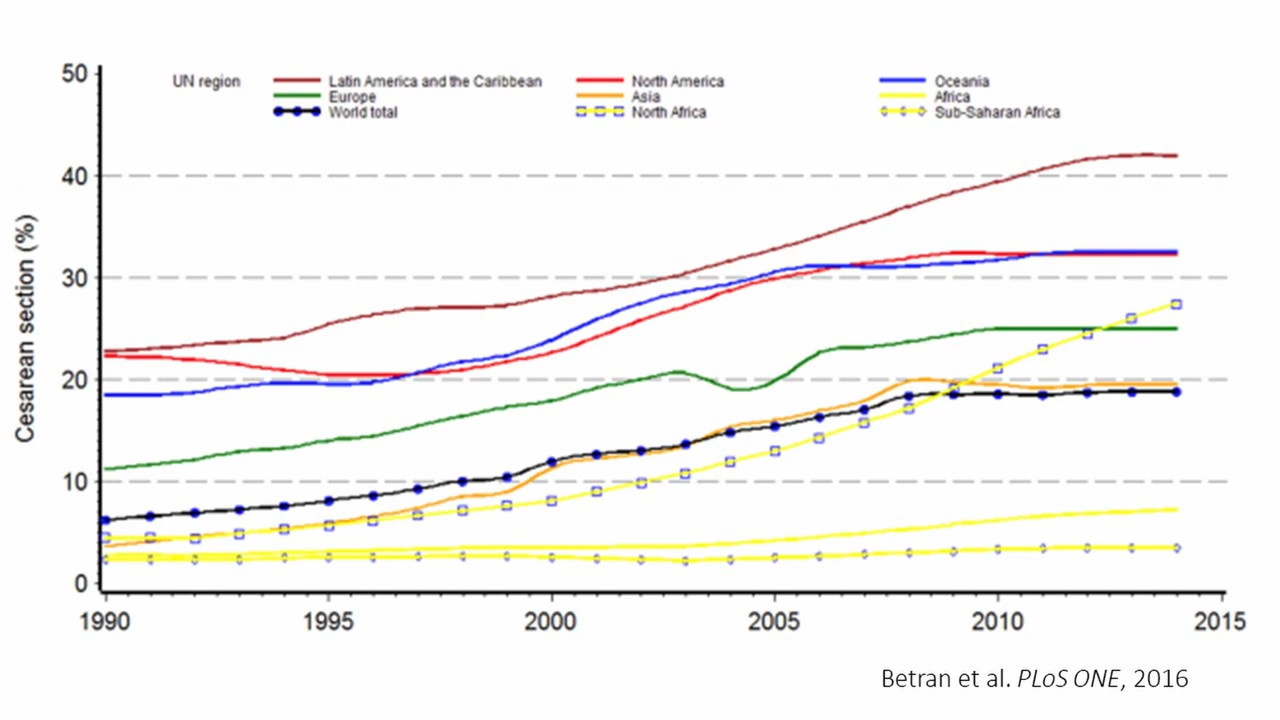 UN region
Latin America and the Caribbean
North America
Oceania
Europe
Asia
Africa
World total
North Africa
Sub-Saharan Africa
Cesarean section (%)
50
40
30
20
10
0
1990
1995
2000
2005
2010
2015
Betran et al. PLoS ONE, 2016